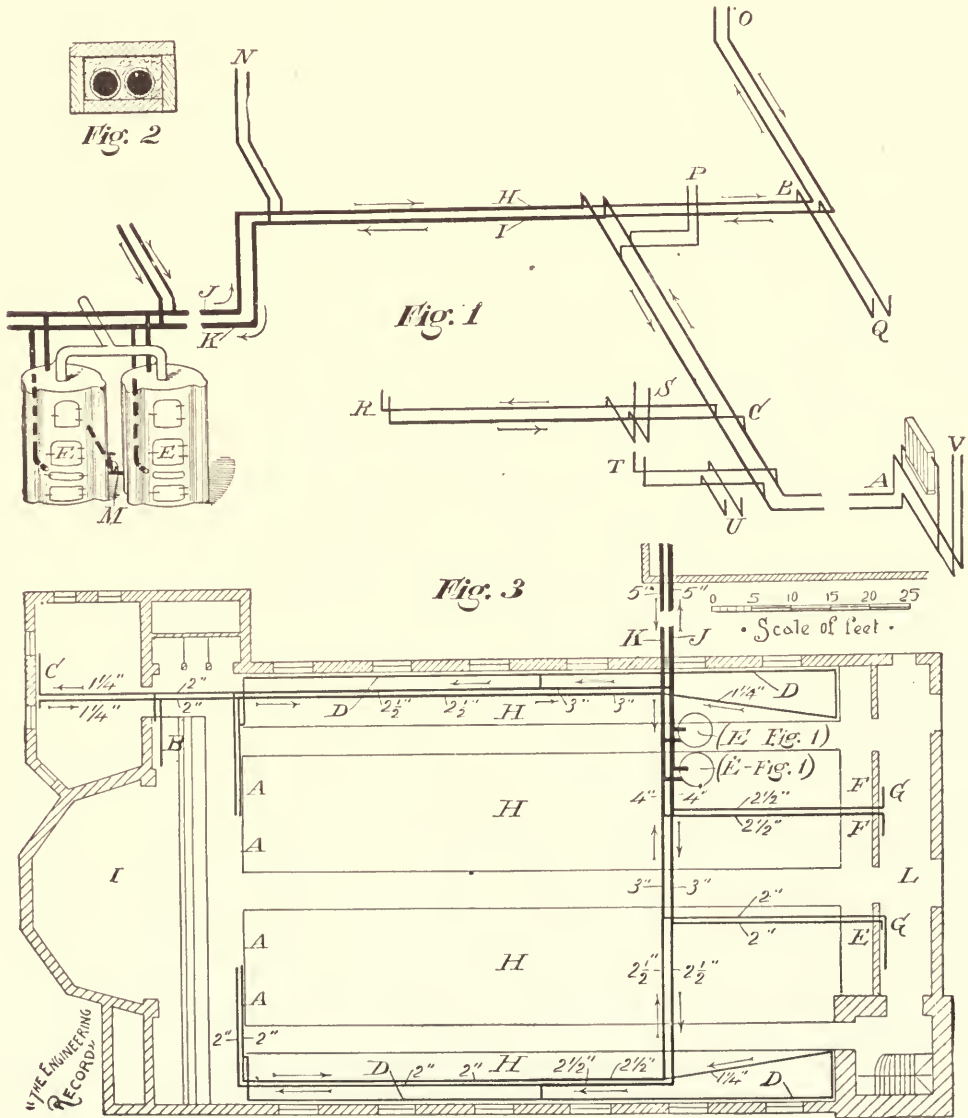 O
N
Fig. 2
P
B
H
I
J
K
Fig. 1
Q
R
S
C
T
A
V
U
E
E
M
Fig. 3
5" 5"
0 5 10 15 20 25
Scale of feet.
K J
C
1¼" 2" D
1¼" 2" D 2½" 2½" H 3" 3" 1¼"
B
(E Fig. 1)
(E-Fig. 1)
A H 4" 4" 2½" F G
2½" F
A
I 3" 3" L
2"
A H 2" E G
2½" 2½"
A
2" 2"
D 2" 2" H 2½" 2½" 1¼" D
"THE ENGINEERING
RECORD"